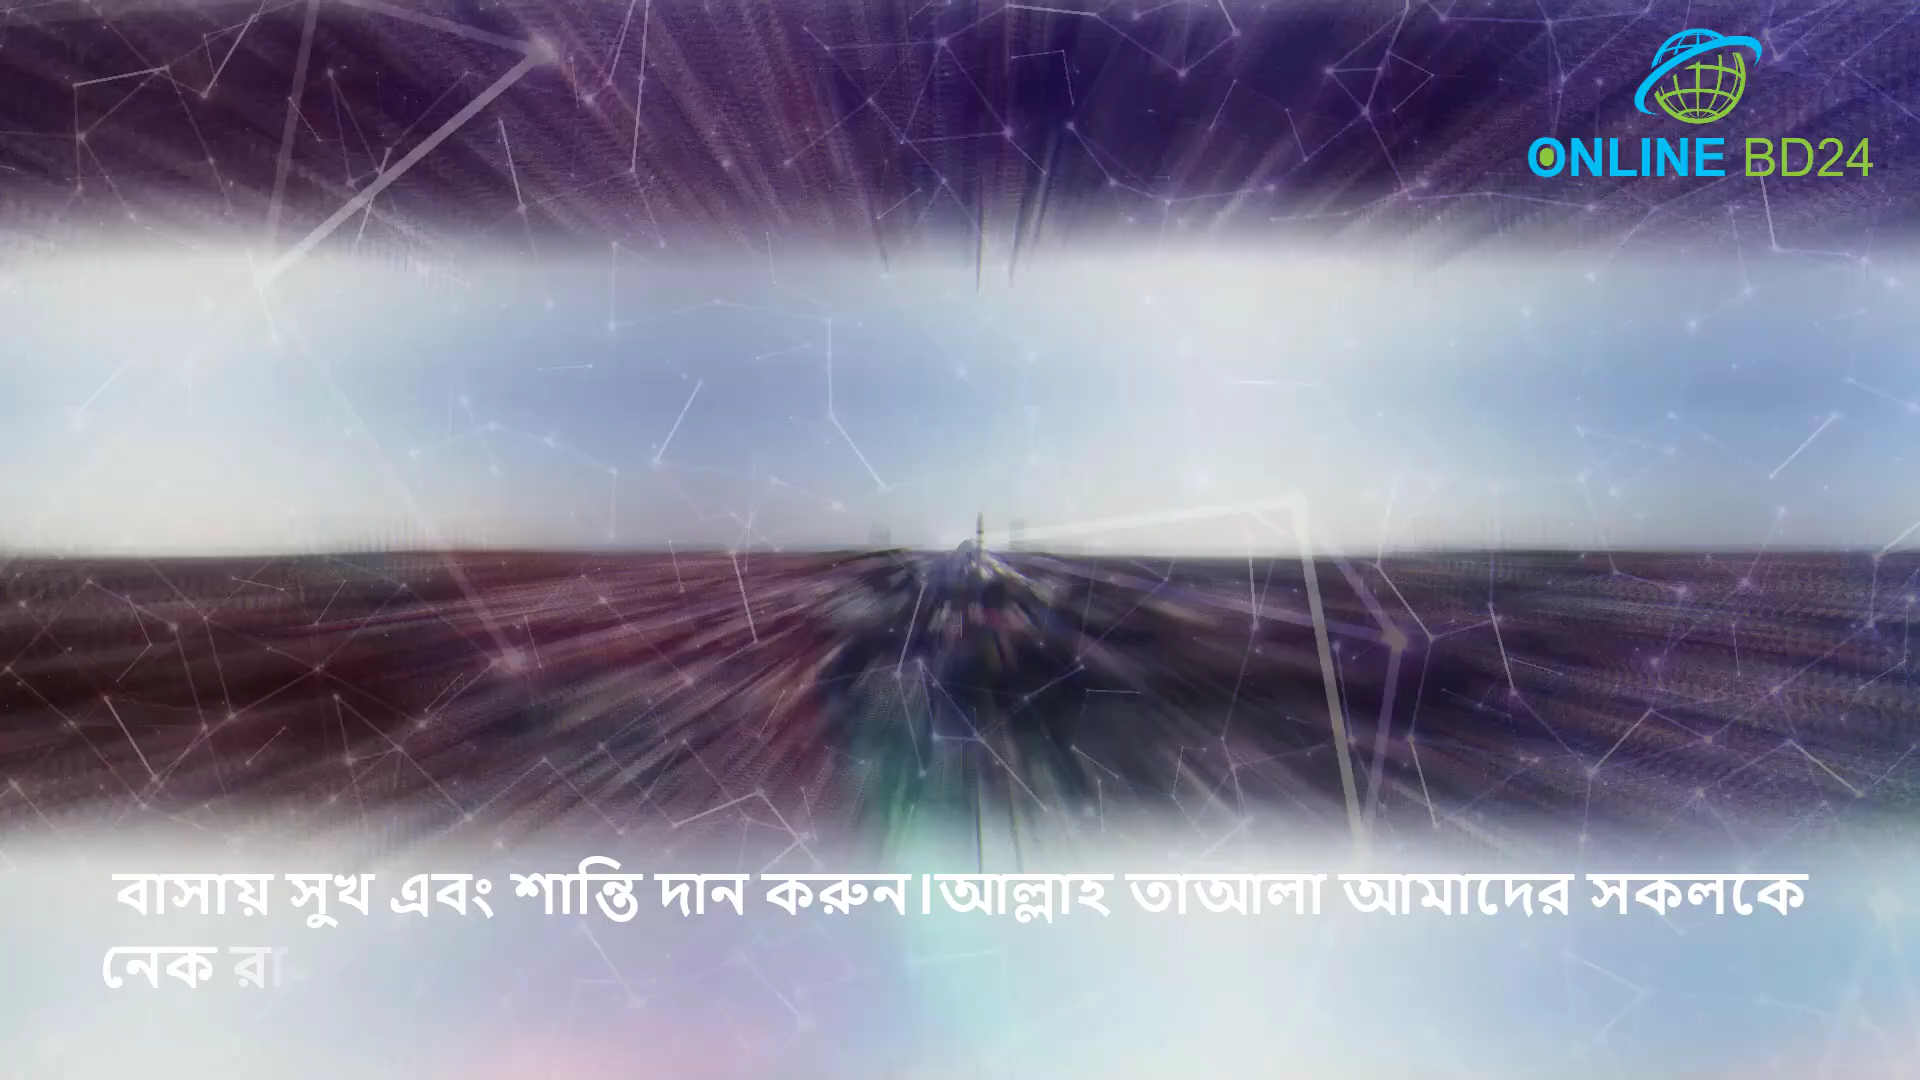 ONLINE BD24
বাসায় সুখ এবং শান্তি দান করুন।আল্লাহ তাআলা আমাদের সকলকে
নেক রা